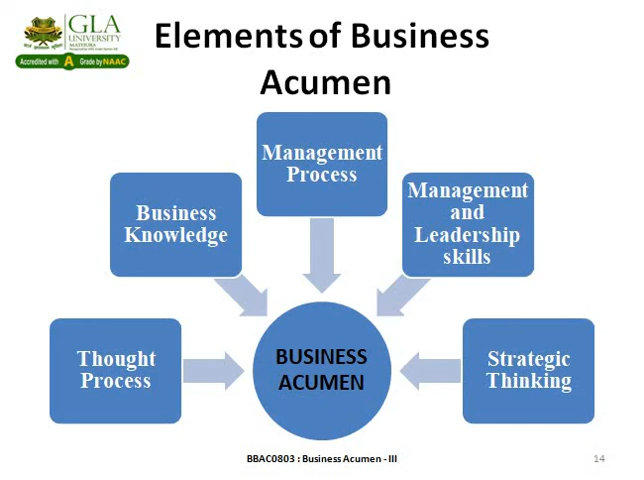 GLA
UNIVERSITY
MATHURA
Accredited with A Grade by NAAC
Elements of Business
Acumen
Management
Process
Business
Knowledge
Management
and
Leadership
skills
Thought
Process
BUSINESS
ACUMEN
Strategic
Thinking
BBAC0803 : Business Acumen - III
14